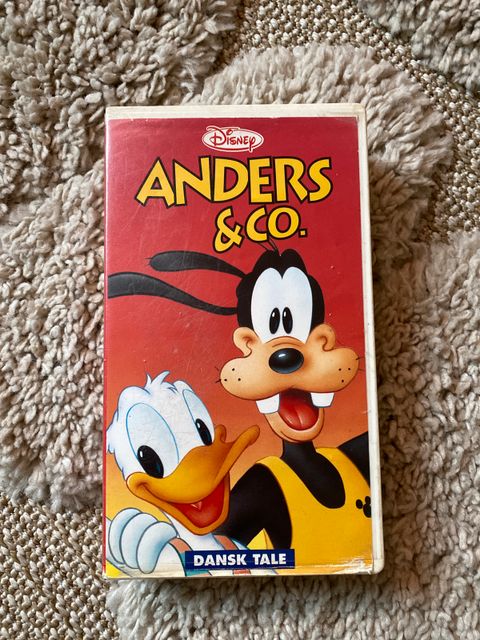 Disney
ANDERS
& CO.
DANSK TALE